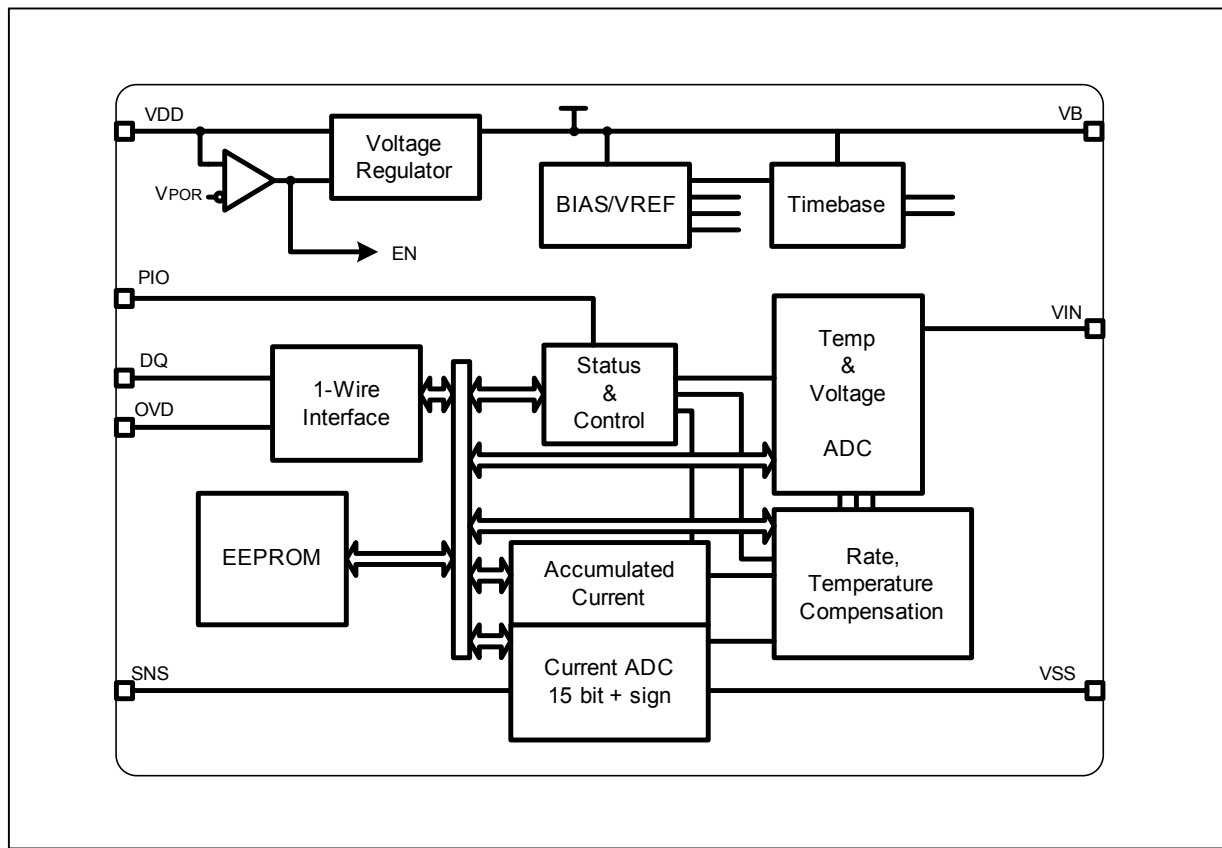 VDD
Voltage
Regulator
VB
VPOR
BIAS/VREF
Timebase
EN
PIO
VIN
Temp
&
Voltage
ADC
DQ
1-Wire
Interface
Status
&
Control
OVD
EEPROM
Accumulated
Current
Rate,
Temperature
Compensation
SNS
Current ADC
15 bit + sign
VSS